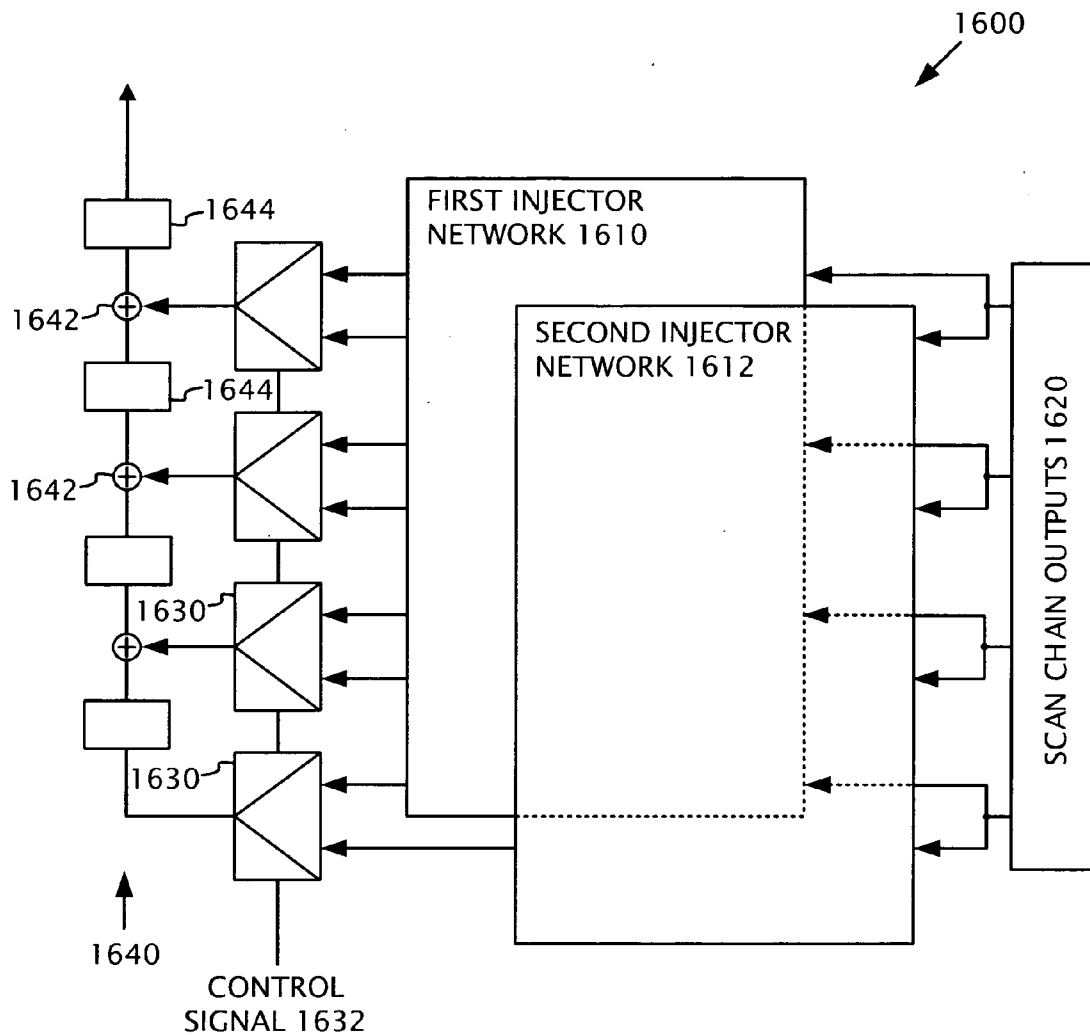 1600
FIRST INJECTOR
NETWORK 1610
1644
1642
SECOND INJECTOR
NETWORK 1612
1644
1642
1630
1630
SCAN CHAIN OUTPUTS 1620
1640
CONTROL
SIGNAL 1632